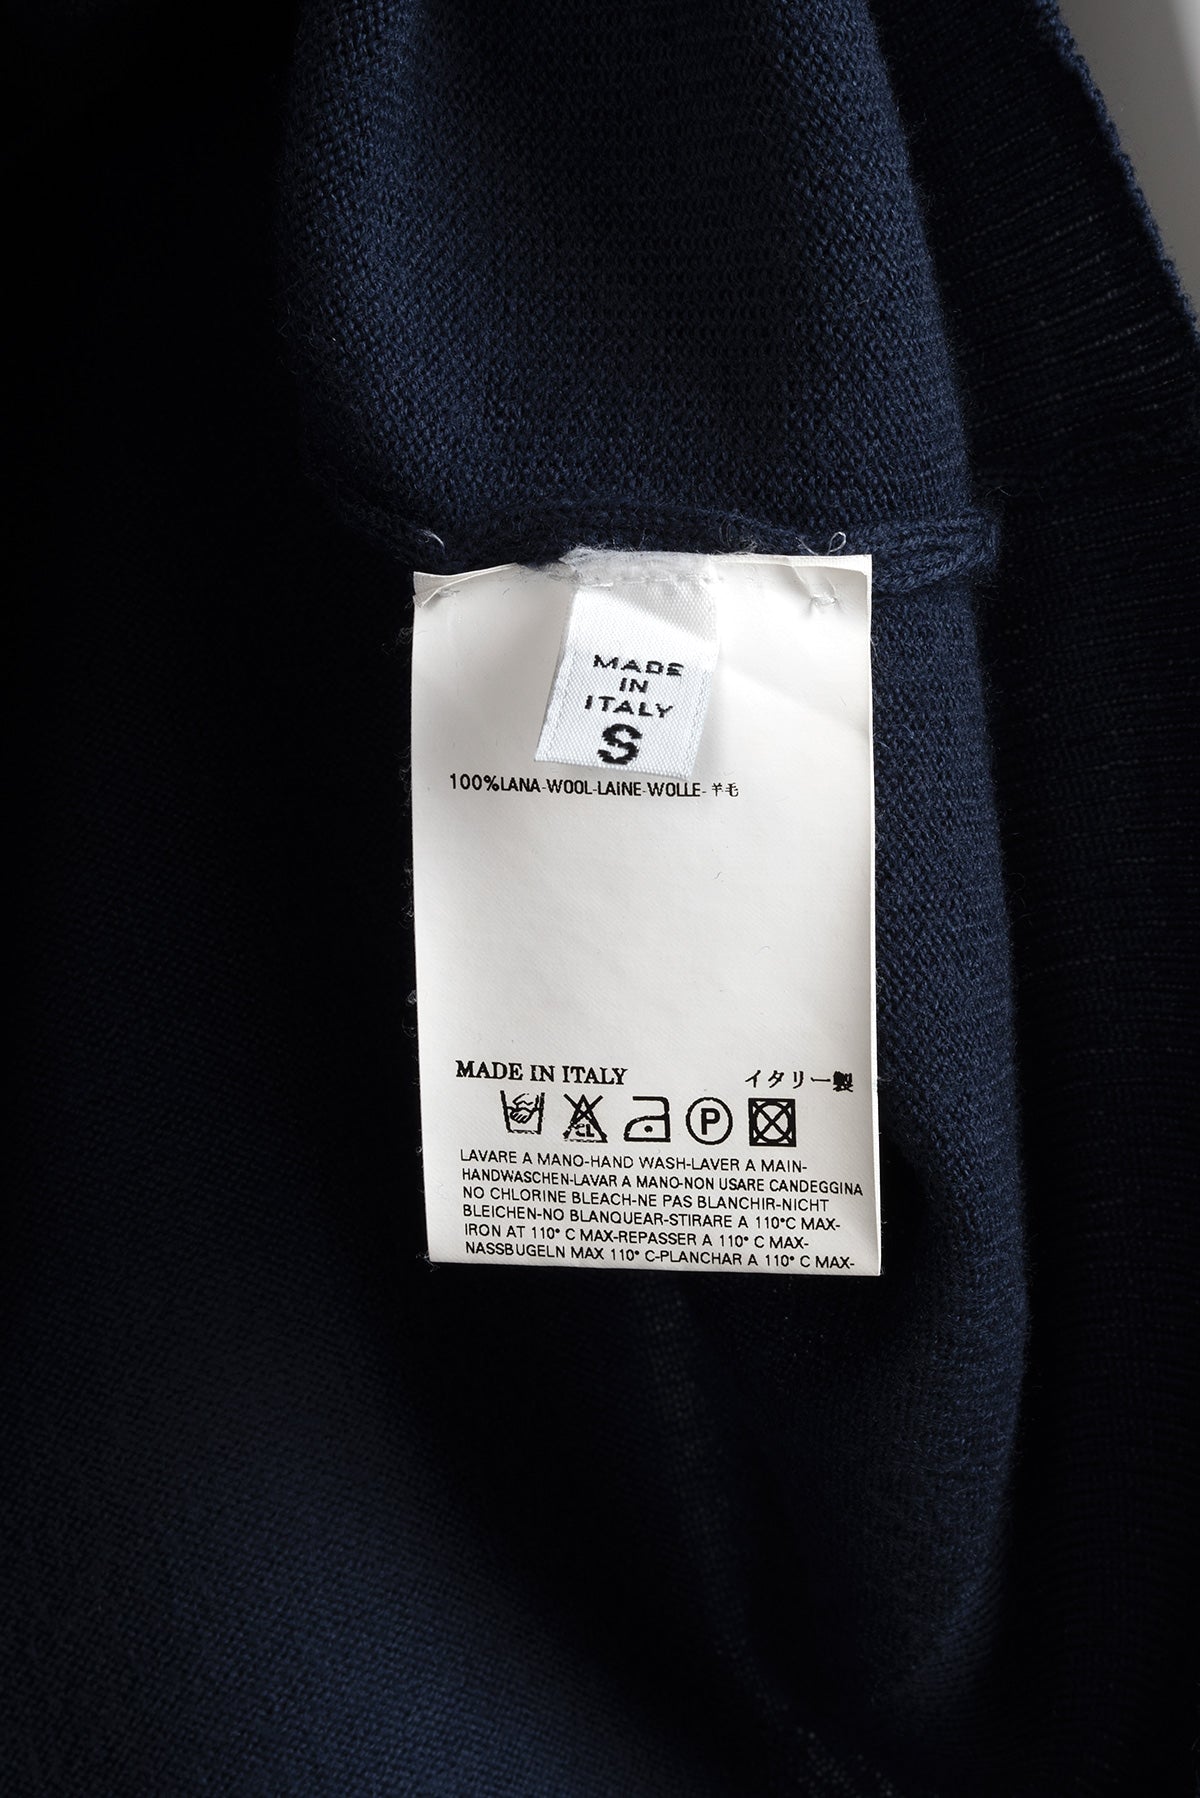 MADE
IN
ITALY
S
100%LANA-WOOL-LAINE-WOLLE-羊毛
MADE IN ITALY イタリー製
CL P
LAVARE A MANO-HAND WASH-LAVER A MAIN-
HANDWASCHEN-LAVAR A MANO-NON USARE CANDEGGINA
NO CHLORINE BLEACH-NE PAS BLANCHIR-NICHT
BLEICHEN-NO BLANQUEAR-STIRARE A 110°C MAX-
IRON AT 110° C MAX-REPASSER A 110° C MAX-
NASSBUGELN MAX 110° C-PLANCHAR A 110° C MAX-